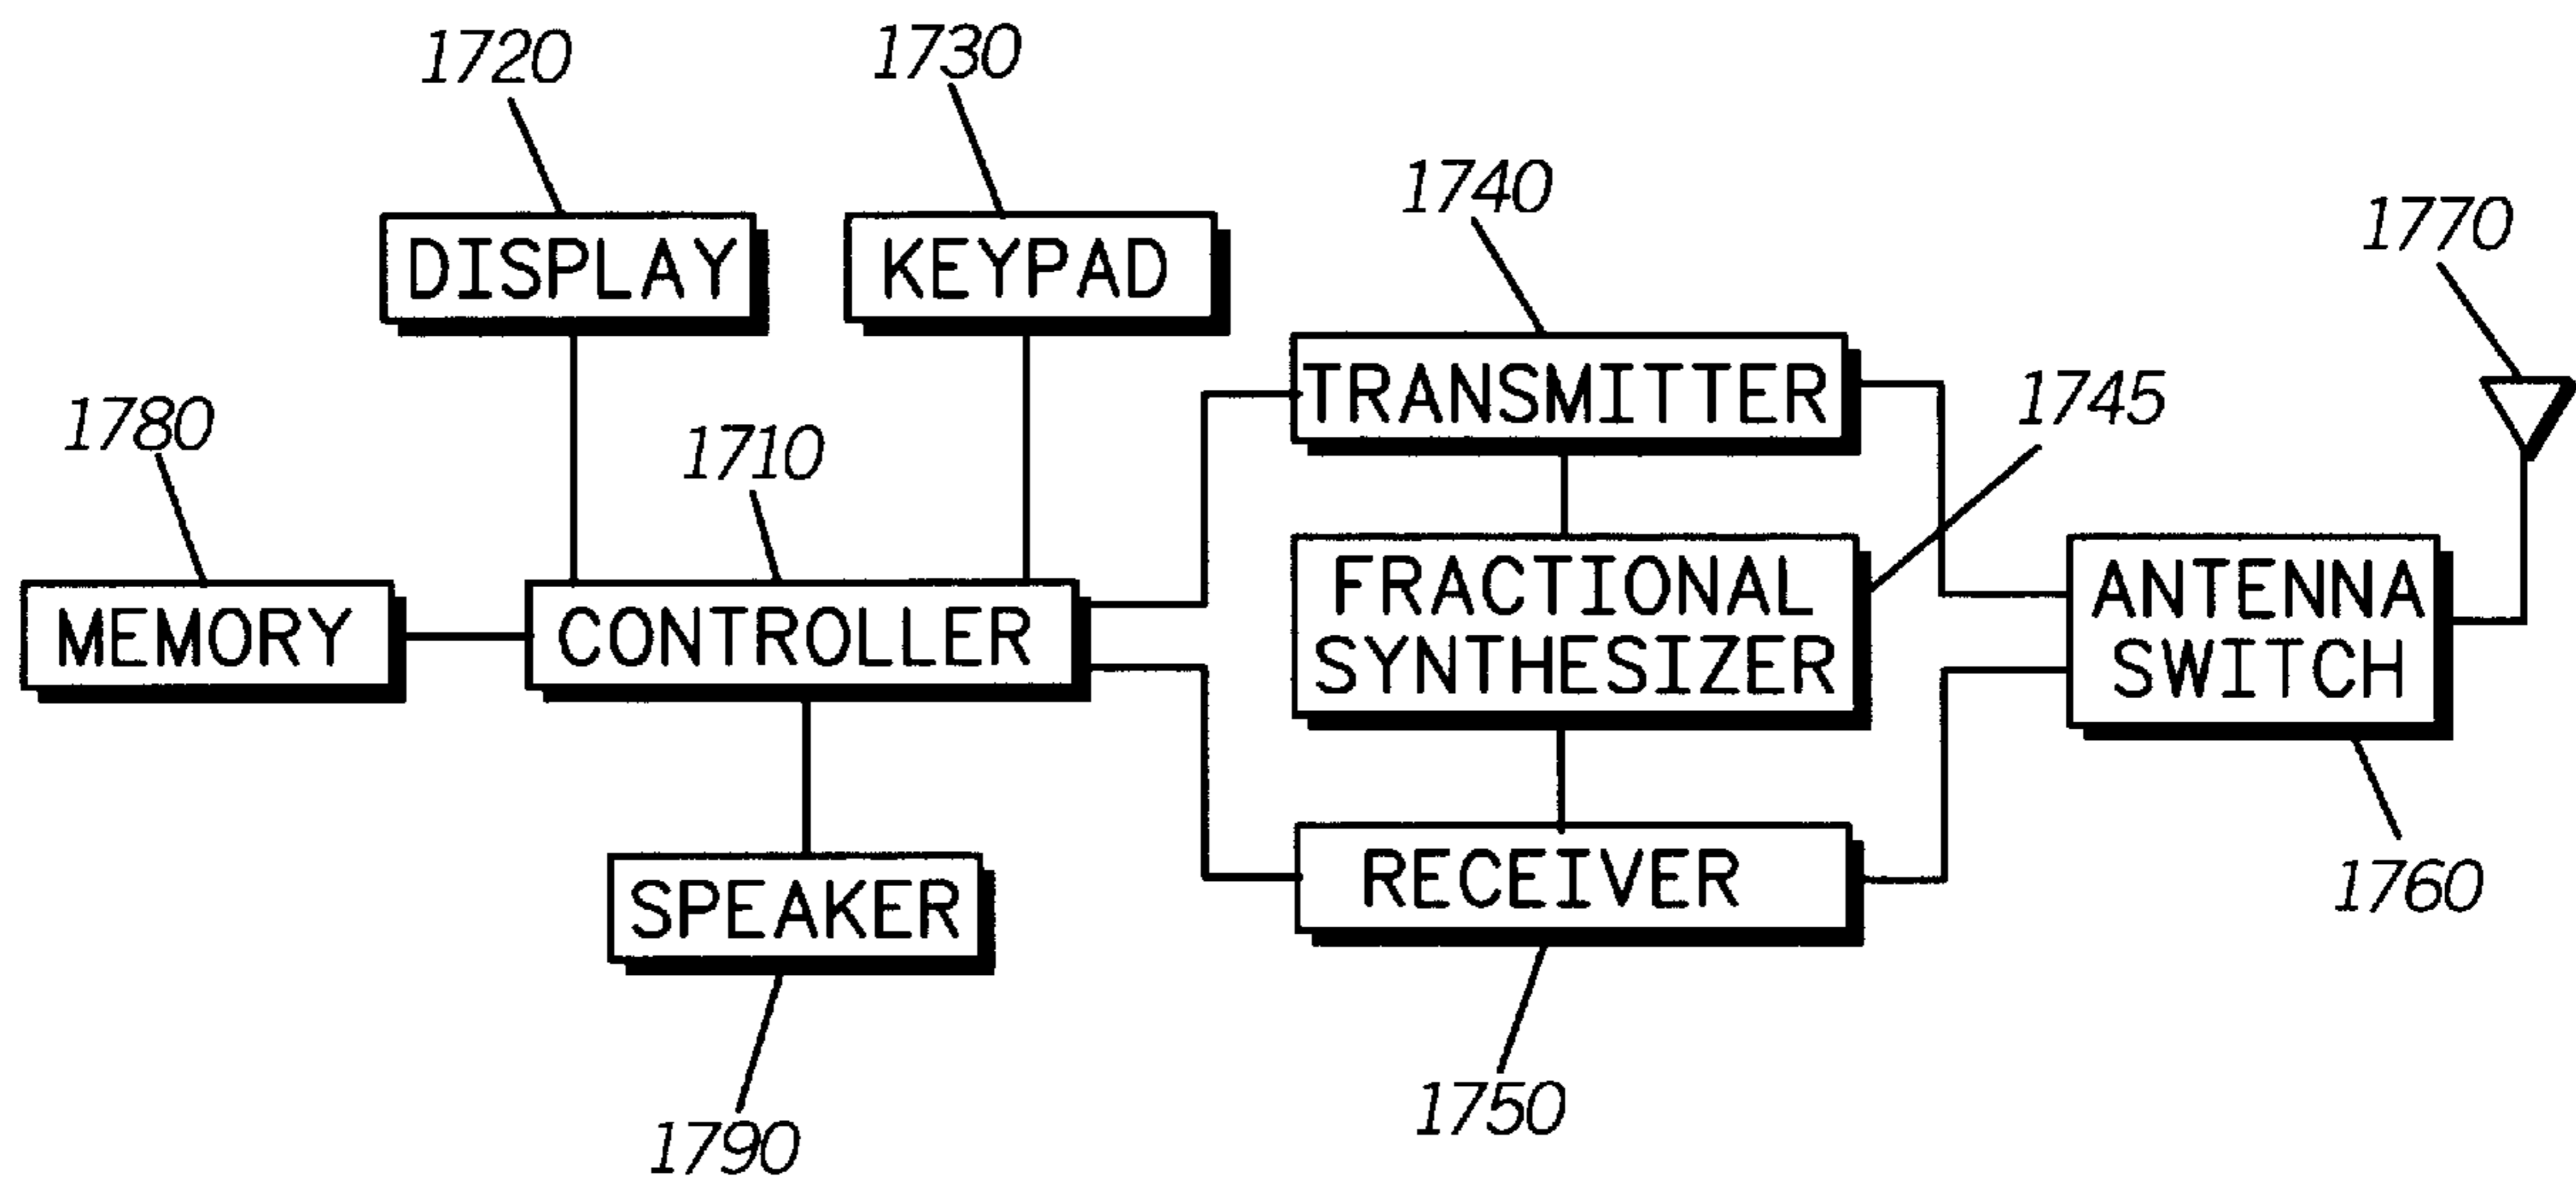 1720
1730
1740
1770
DISPLAY
KEYPAD
TRANSMITTER
1745
1780
1710
MEMORY
CONTROLLER
FRACTIONAL
SYNTHESIZER
ANTENNA
SWITCH
SPEAKER
RECEIVER
1760
1790
1750